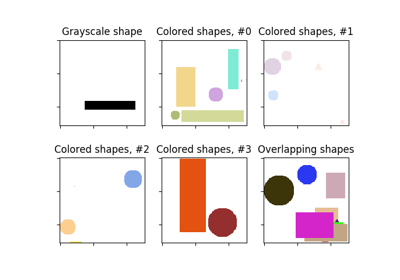 Grayscale shape
Colored shapes, #0
Colored shapes, #1
Colored shapes, #2
Colored shapes, #3
Overlapping shapes